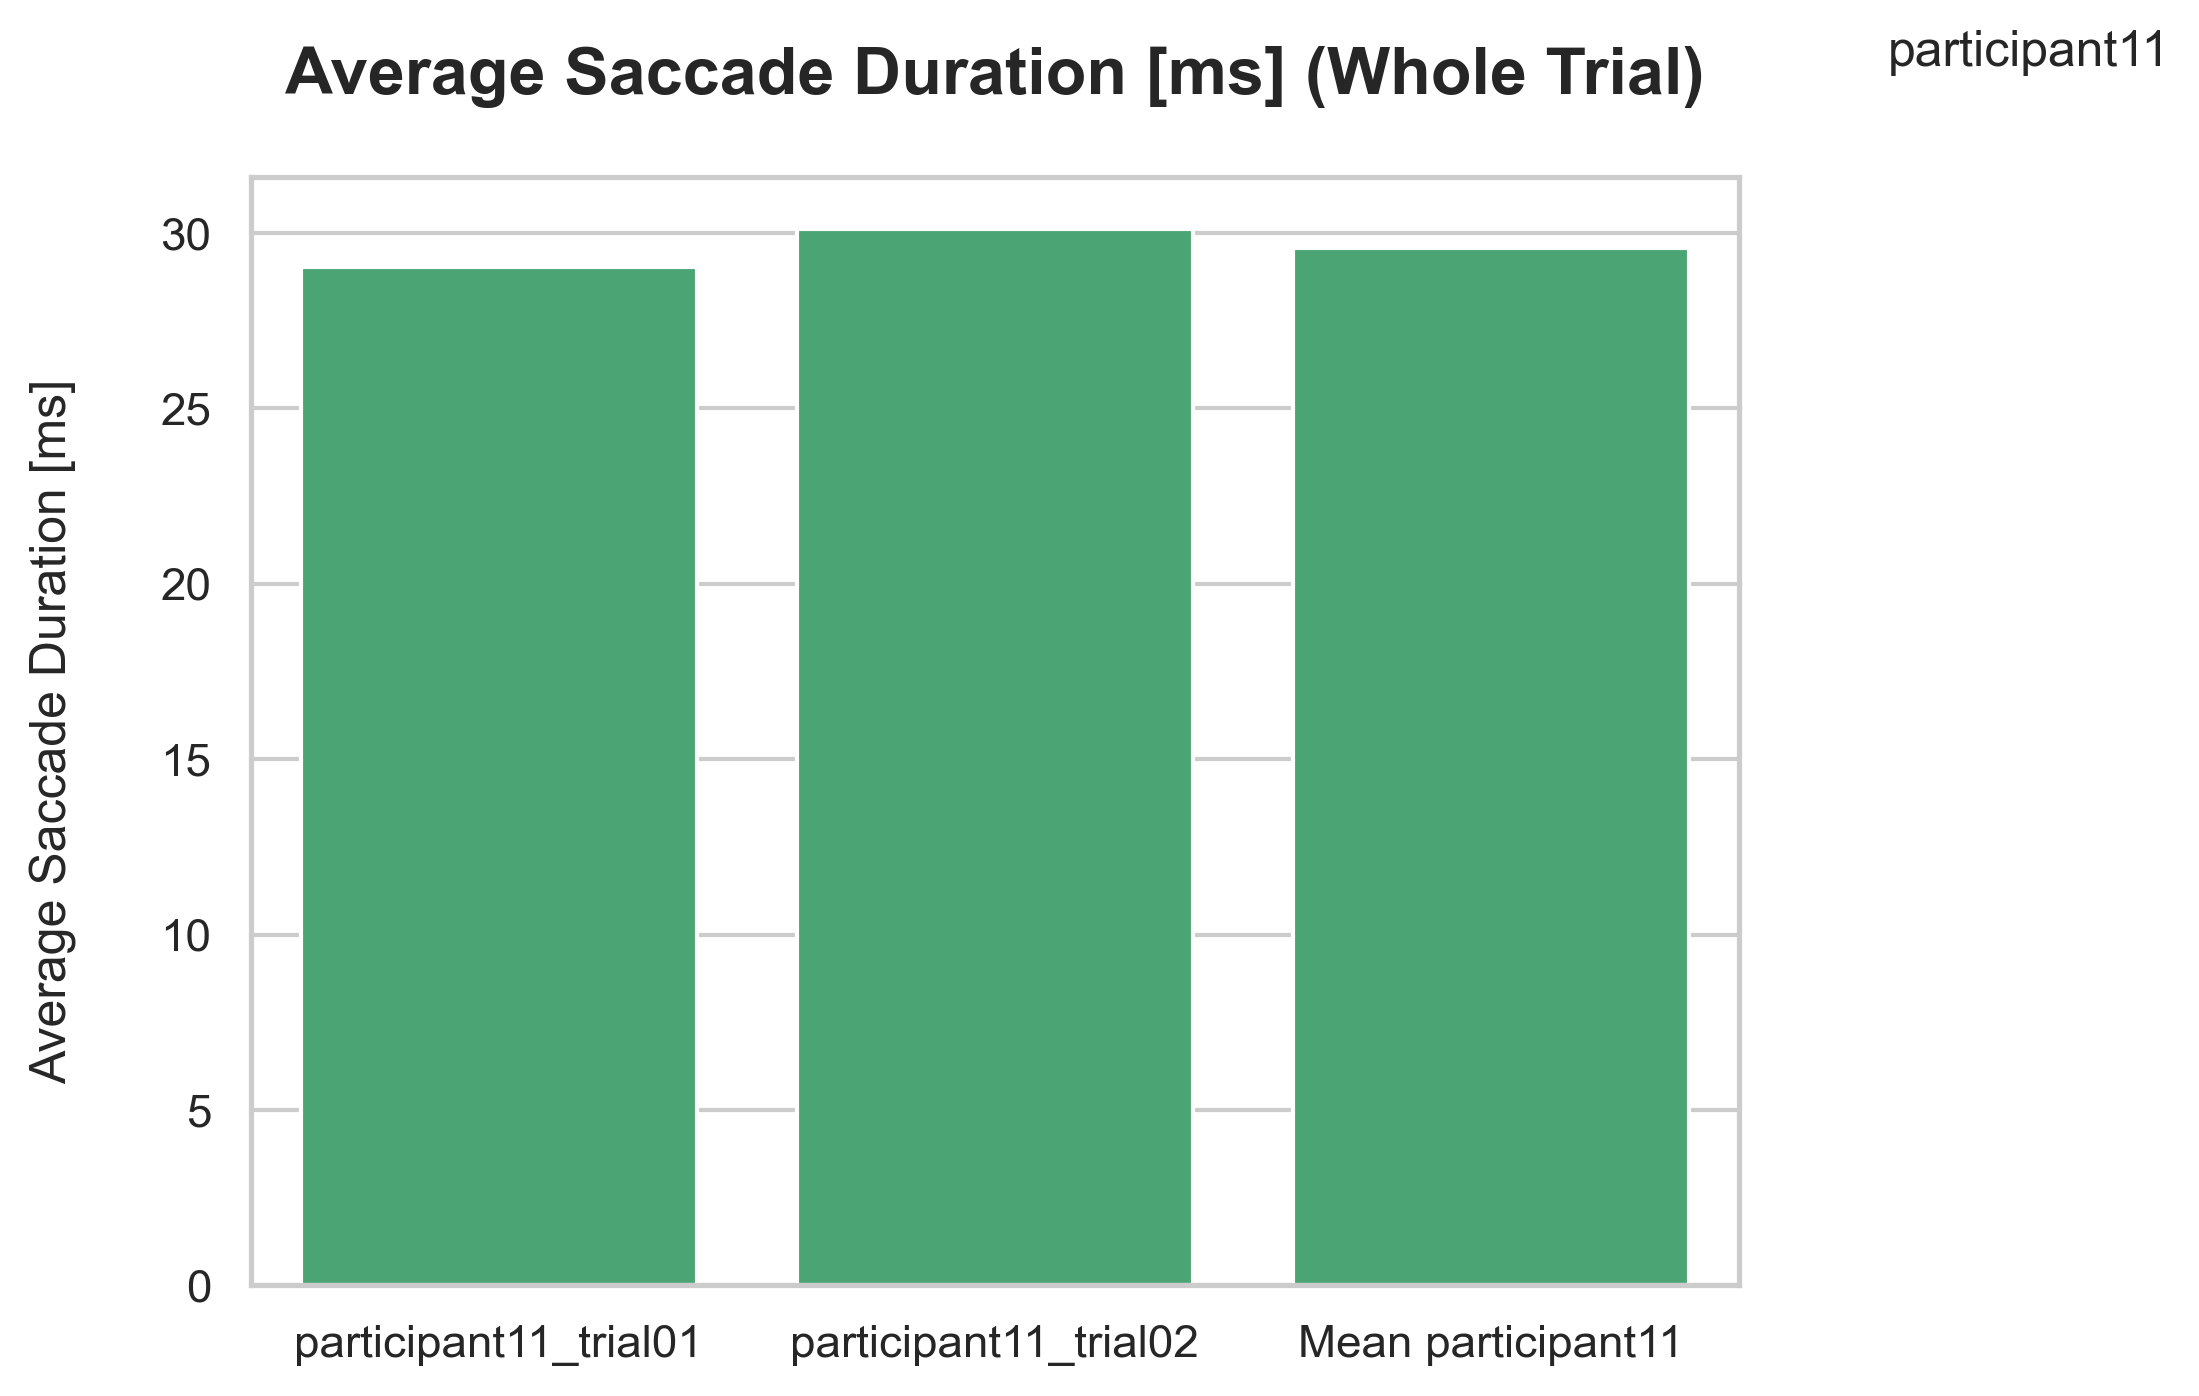 participant11
Average Saccade Duration [ms] (Whole Trial)
Average Saccade Duration [ms]
30
25
20
15
10
5
0
participant11_trial01
participant11_trial02
Mean participant11